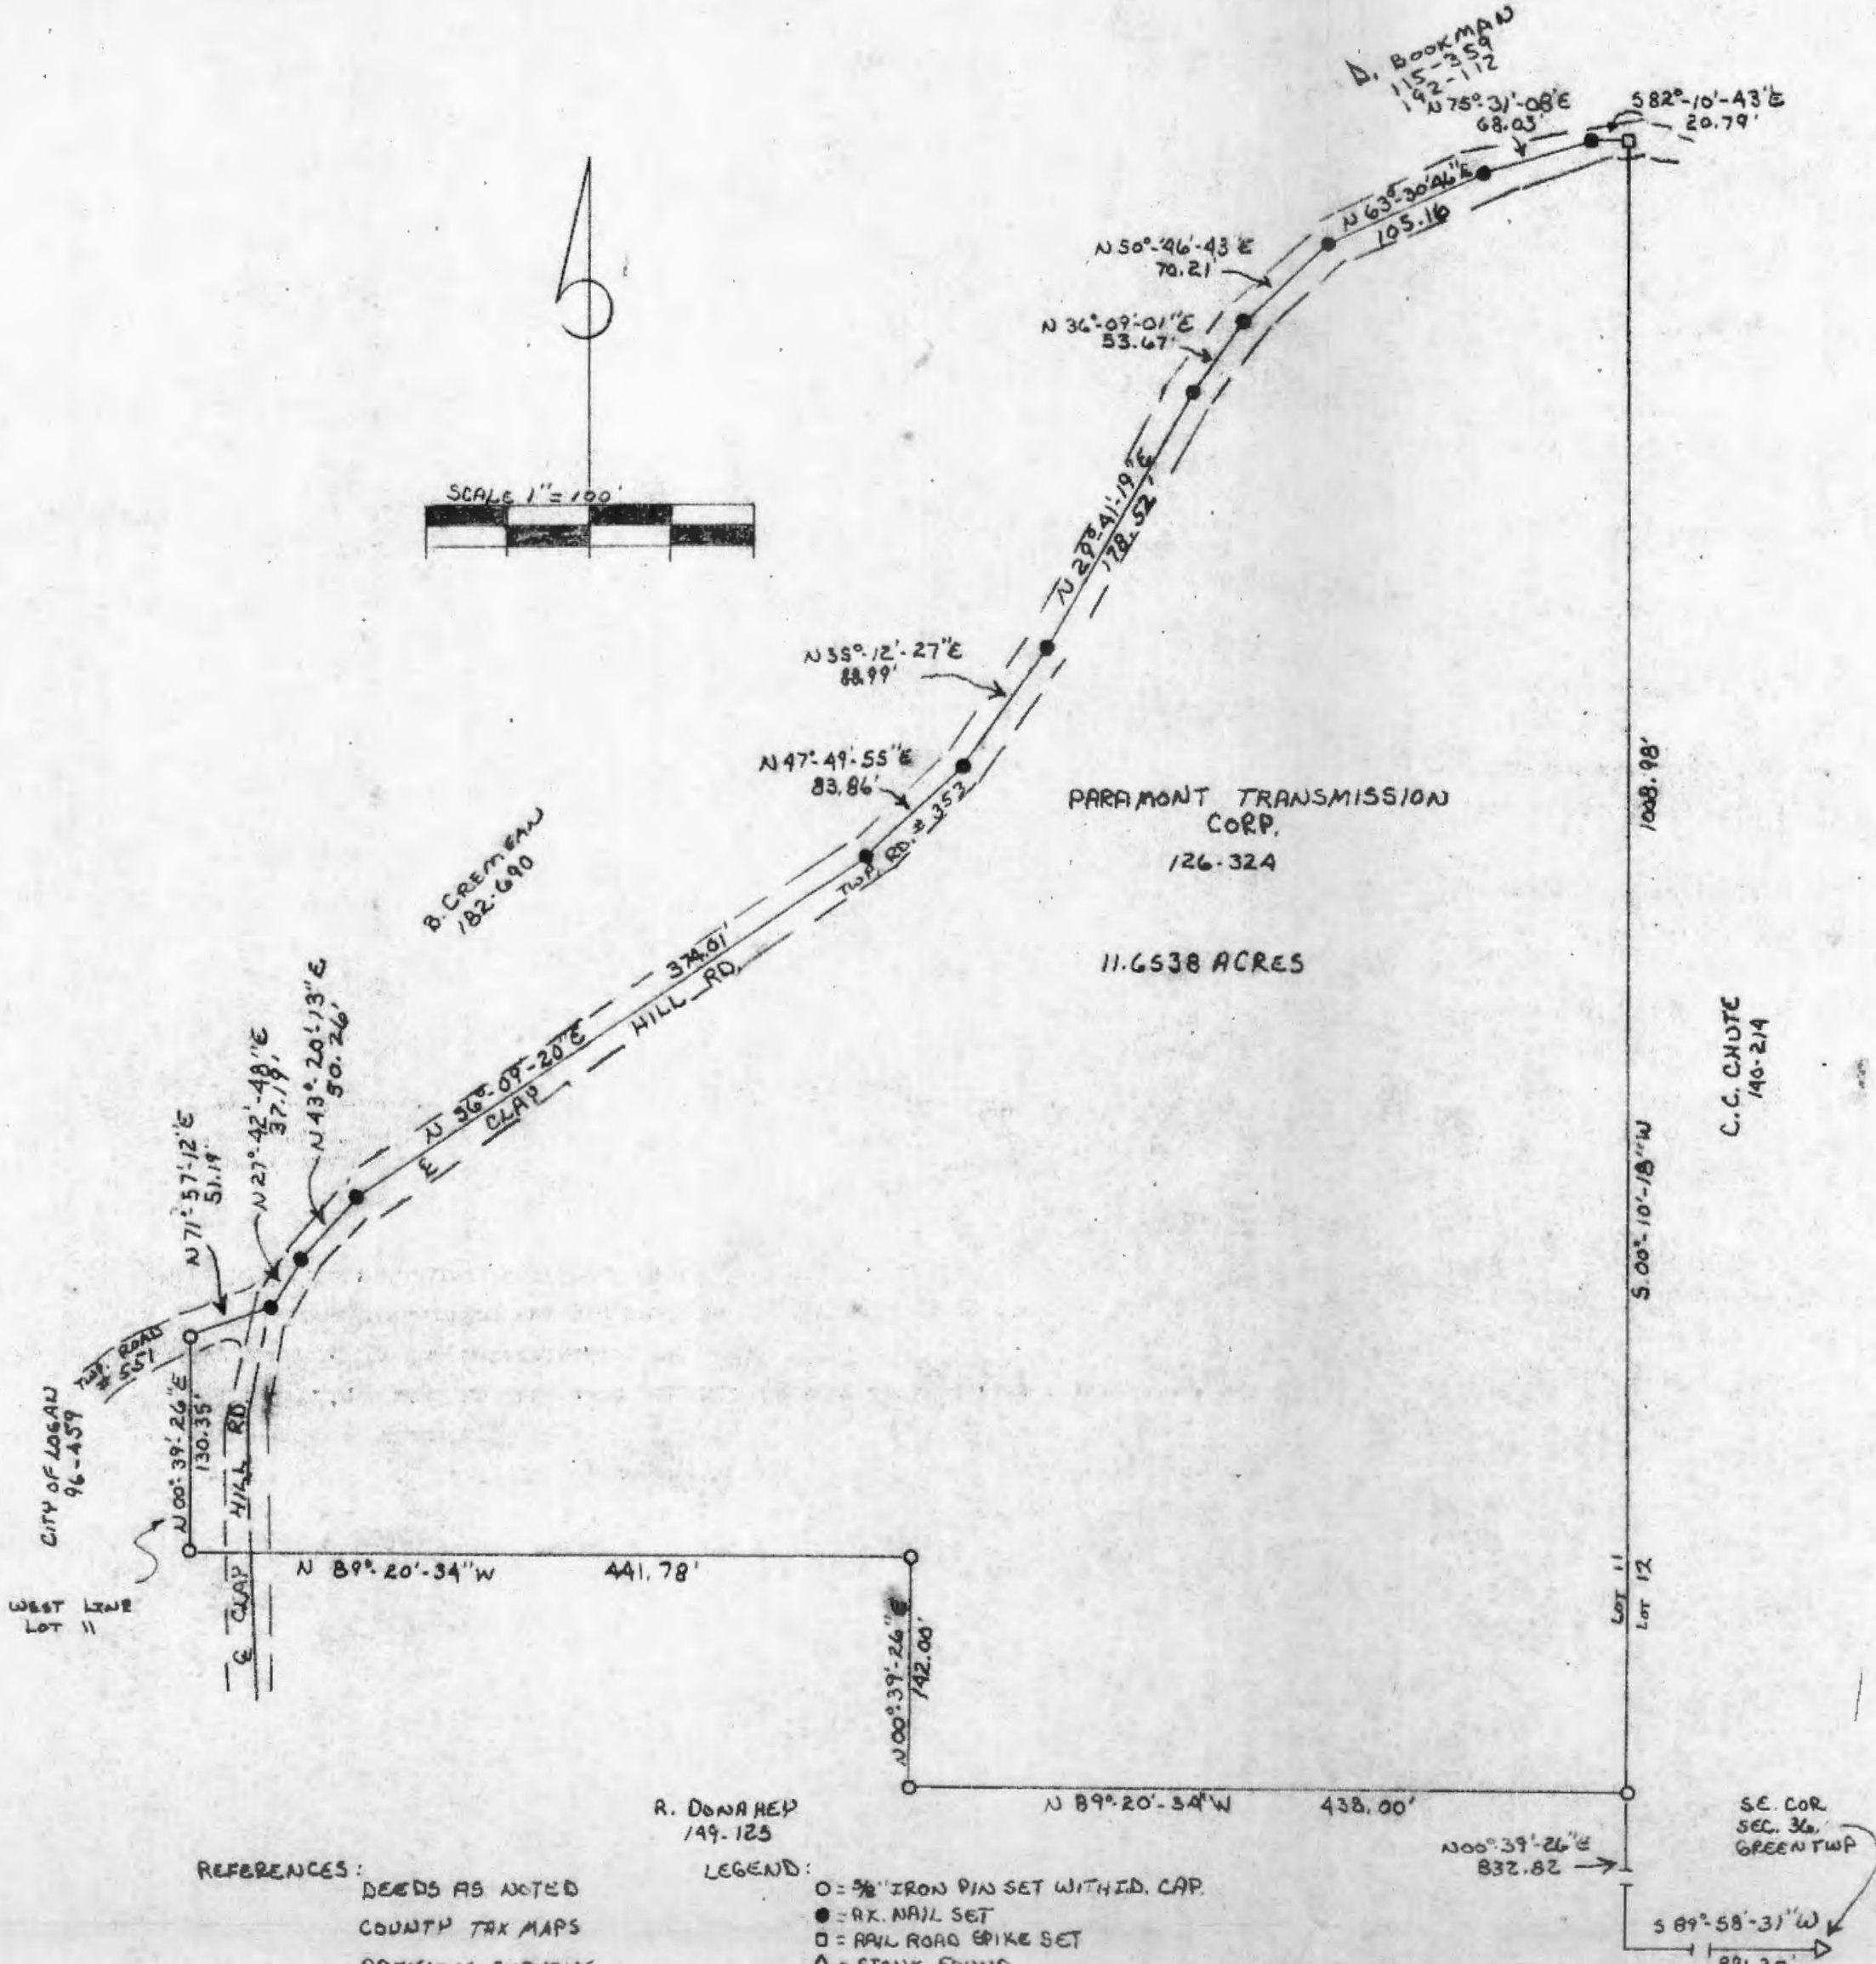 D. BOOKMAN
115-359
192-112
N 75°-31'-08"E
68.03'
S 82°-10'-43"E
20.79'
N 63°-30'46"E
105.16
N 50°-46'-43"E
70.21'
N 36°-09'-01"E
53.67'
SCALE 1"=100'
N 29°-41'-19"E
178.52'
N 35°-12'-27"E
88.99'
N 47°-49'-55"E
83.86'
TWP. RD. # 353
PARAMONT TRANSMISSION
CORP.
126-324
11.6538 ACRES
1008.98'
S.00°-10'-18"W
C.C. CHUTE
140-214
B. CREMEAN
182-690
374.01'
N 56°-09'-20"E
℄ CLAY HILL RD.
N 43°-20'-13"E
50.26'
N 27°-42'-48"E
37.19'
N 71°-57'-12"E
51.19'
TWP. ROAD
# 551
CITY OF LOGAN
96-459
N 00°-39'-26"E
130.35'
℄ CLAY HILL RD.
WEST LINE
LOT 11
N 89°-20'-34"W 441.78'
N 00°-39'-26"E
142.00'
LOT 11
LOT 12
R. DONAHEY
149-125
N 89°-20'-34"W 438.00'
N00°-39'-26"E
832.82
S.E. COR
SEC. 36.
GREEN TWP
S 89°-58'-31"W
REFERENCES:
DEEDS AS NOTED
COUNTY TAX MAPS
LEGEND:
O = 5/8" IRON PIN SET WITH I.D. CAP.
● = P.K. NAIL SET
□ = RAIL ROAD SPIKE SET